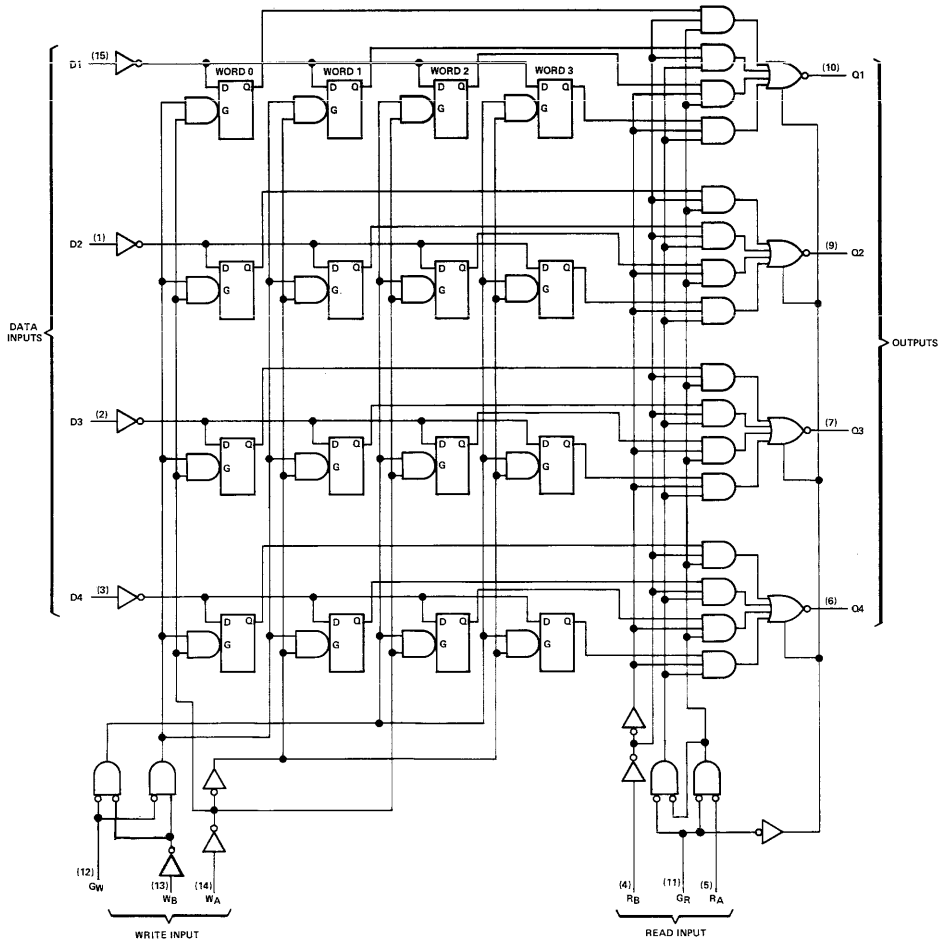 D1 (15)
WORD 0 WORD 1 WORD 2 WORD 3
D Q D Q D Q D Q
G G G G
(10) Q1
D2 (1)
D Q D Q D Q D Q
G G G G
(9) Q2
DATA
INPUTS
OUTPUTS
D3 (2)
D Q D Q D Q D Q
G G G G
(7) Q3
D4 (3)
D Q D Q D Q D Q
G G G G
(6) Q4
(12) GW
(13) WB
(14) WA
WRITE INPUT
(4) RB
(11) GR
(5) RA
READ INPUT